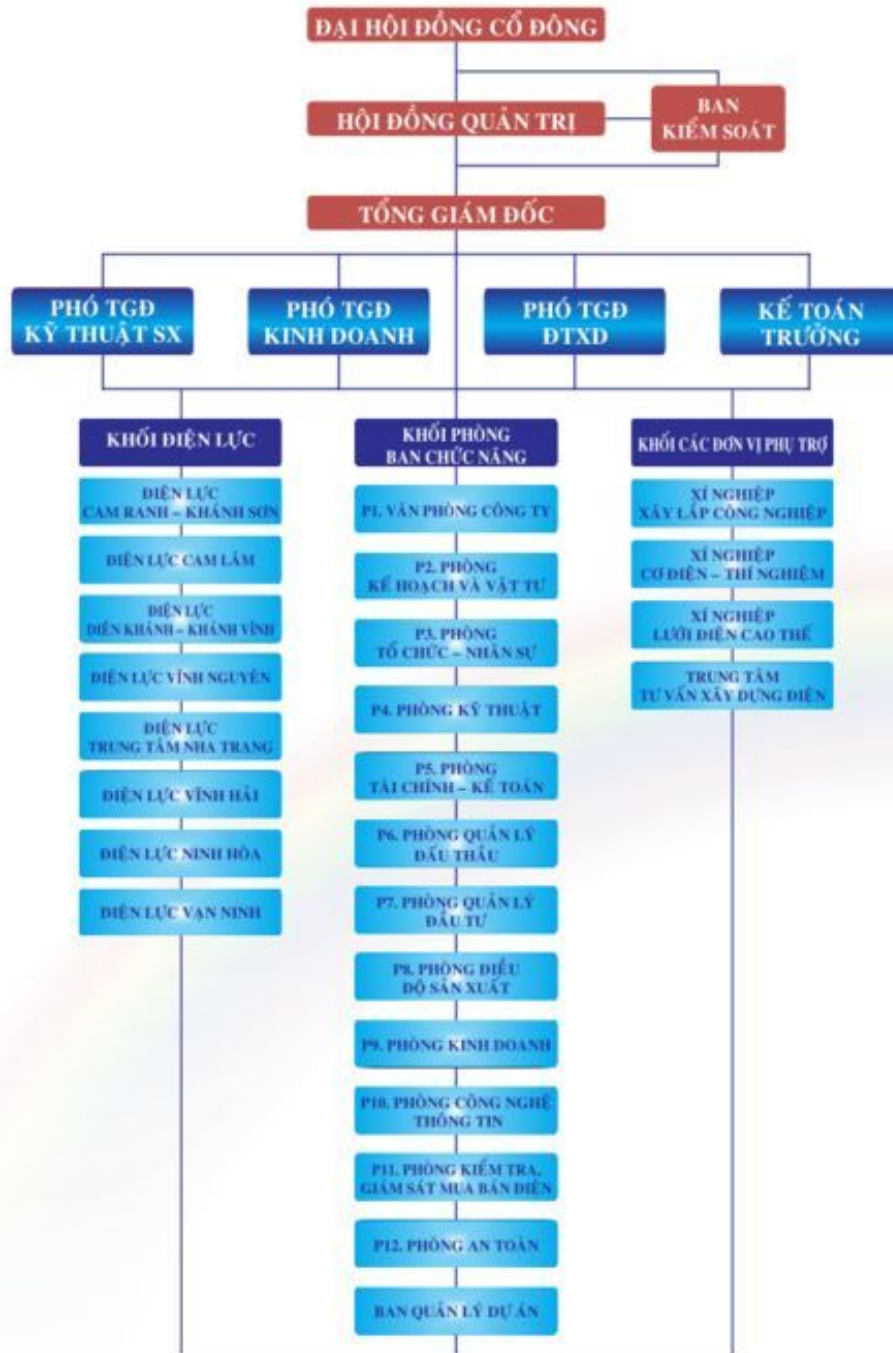 ĐẠI HỘI ĐỒNG CỔ ĐÔNG
HỘI ĐỒNG QUẢN TRỊ
BAN
KIỂM SOÁT
TỔNG GIÁM ĐỐC
PHÓ TGĐ
KỸ THUẬT SX
PHÓ TGĐ
KINH DOANH
PHÓ TGĐ
ĐTXD
KẾ TOÁN
TRƯỞNG
KHỐI ĐIỆN LỰC
ĐIỆN LỰC
CAM RANH – KHÁNH SƠN
ĐIỆN LỰC CAM LÂM
ĐIỆN LỰC
DIÊN KHÁNH – KHÁNH VĨNH
ĐIỆN LỰC VĨNH NGUYÊN
ĐIỆN LỰC
TRUNG TÂM NHA TRANG
ĐIỆN LỰC VĨNH HẢI
ĐIỆN LỰC NINH HÒA
ĐIỆN LỰC VẠN NINH
KHỐI PHÒNG
BAN CHỨC NĂNG
P1. VĂN PHÒNG CÔNG TY
P2. PHÒNG
KẾ HOẠCH VÀ VẬT TƯ
P3. PHÒNG
TỔ CHỨC – NHÂN SỰ
P4. PHÒNG KỸ THUẬT
P5. PHÒNG
TÀI CHÍNH – KẾ TOÁN
P6. PHÒNG QUẢN LÝ
ĐẤU THẦU
P7. PHÒNG QUẢN LÝ
ĐẦU TƯ
P8. PHÒNG ĐIỀU
ĐỘ SẢN XUẤT
P9. PHÒNG KINH DOANH
P10. PHÒNG CÔNG NGHỆ
THÔNG TIN
P11. PHÒNG KIỂM TRA,
GIÁM SÁT MUA BÁN ĐIỆN
P12. PHÒNG AN TOÀN
BAN QUẢN LÝ DỰ ÁN
KHỐI CÁC ĐƠN VỊ PHỤ TRỢ
XÍ NGHIỆP
XÂY LẮP CÔNG NGHIỆP
XÍ NGHIỆP
CƠ ĐIỆN – THÍ NGHIỆM
XÍ NGHIỆP
LƯỚI ĐIỆN CAO THẾ
TRUNG TÂM
TƯ VẤN XÂY DỰNG ĐIỆN